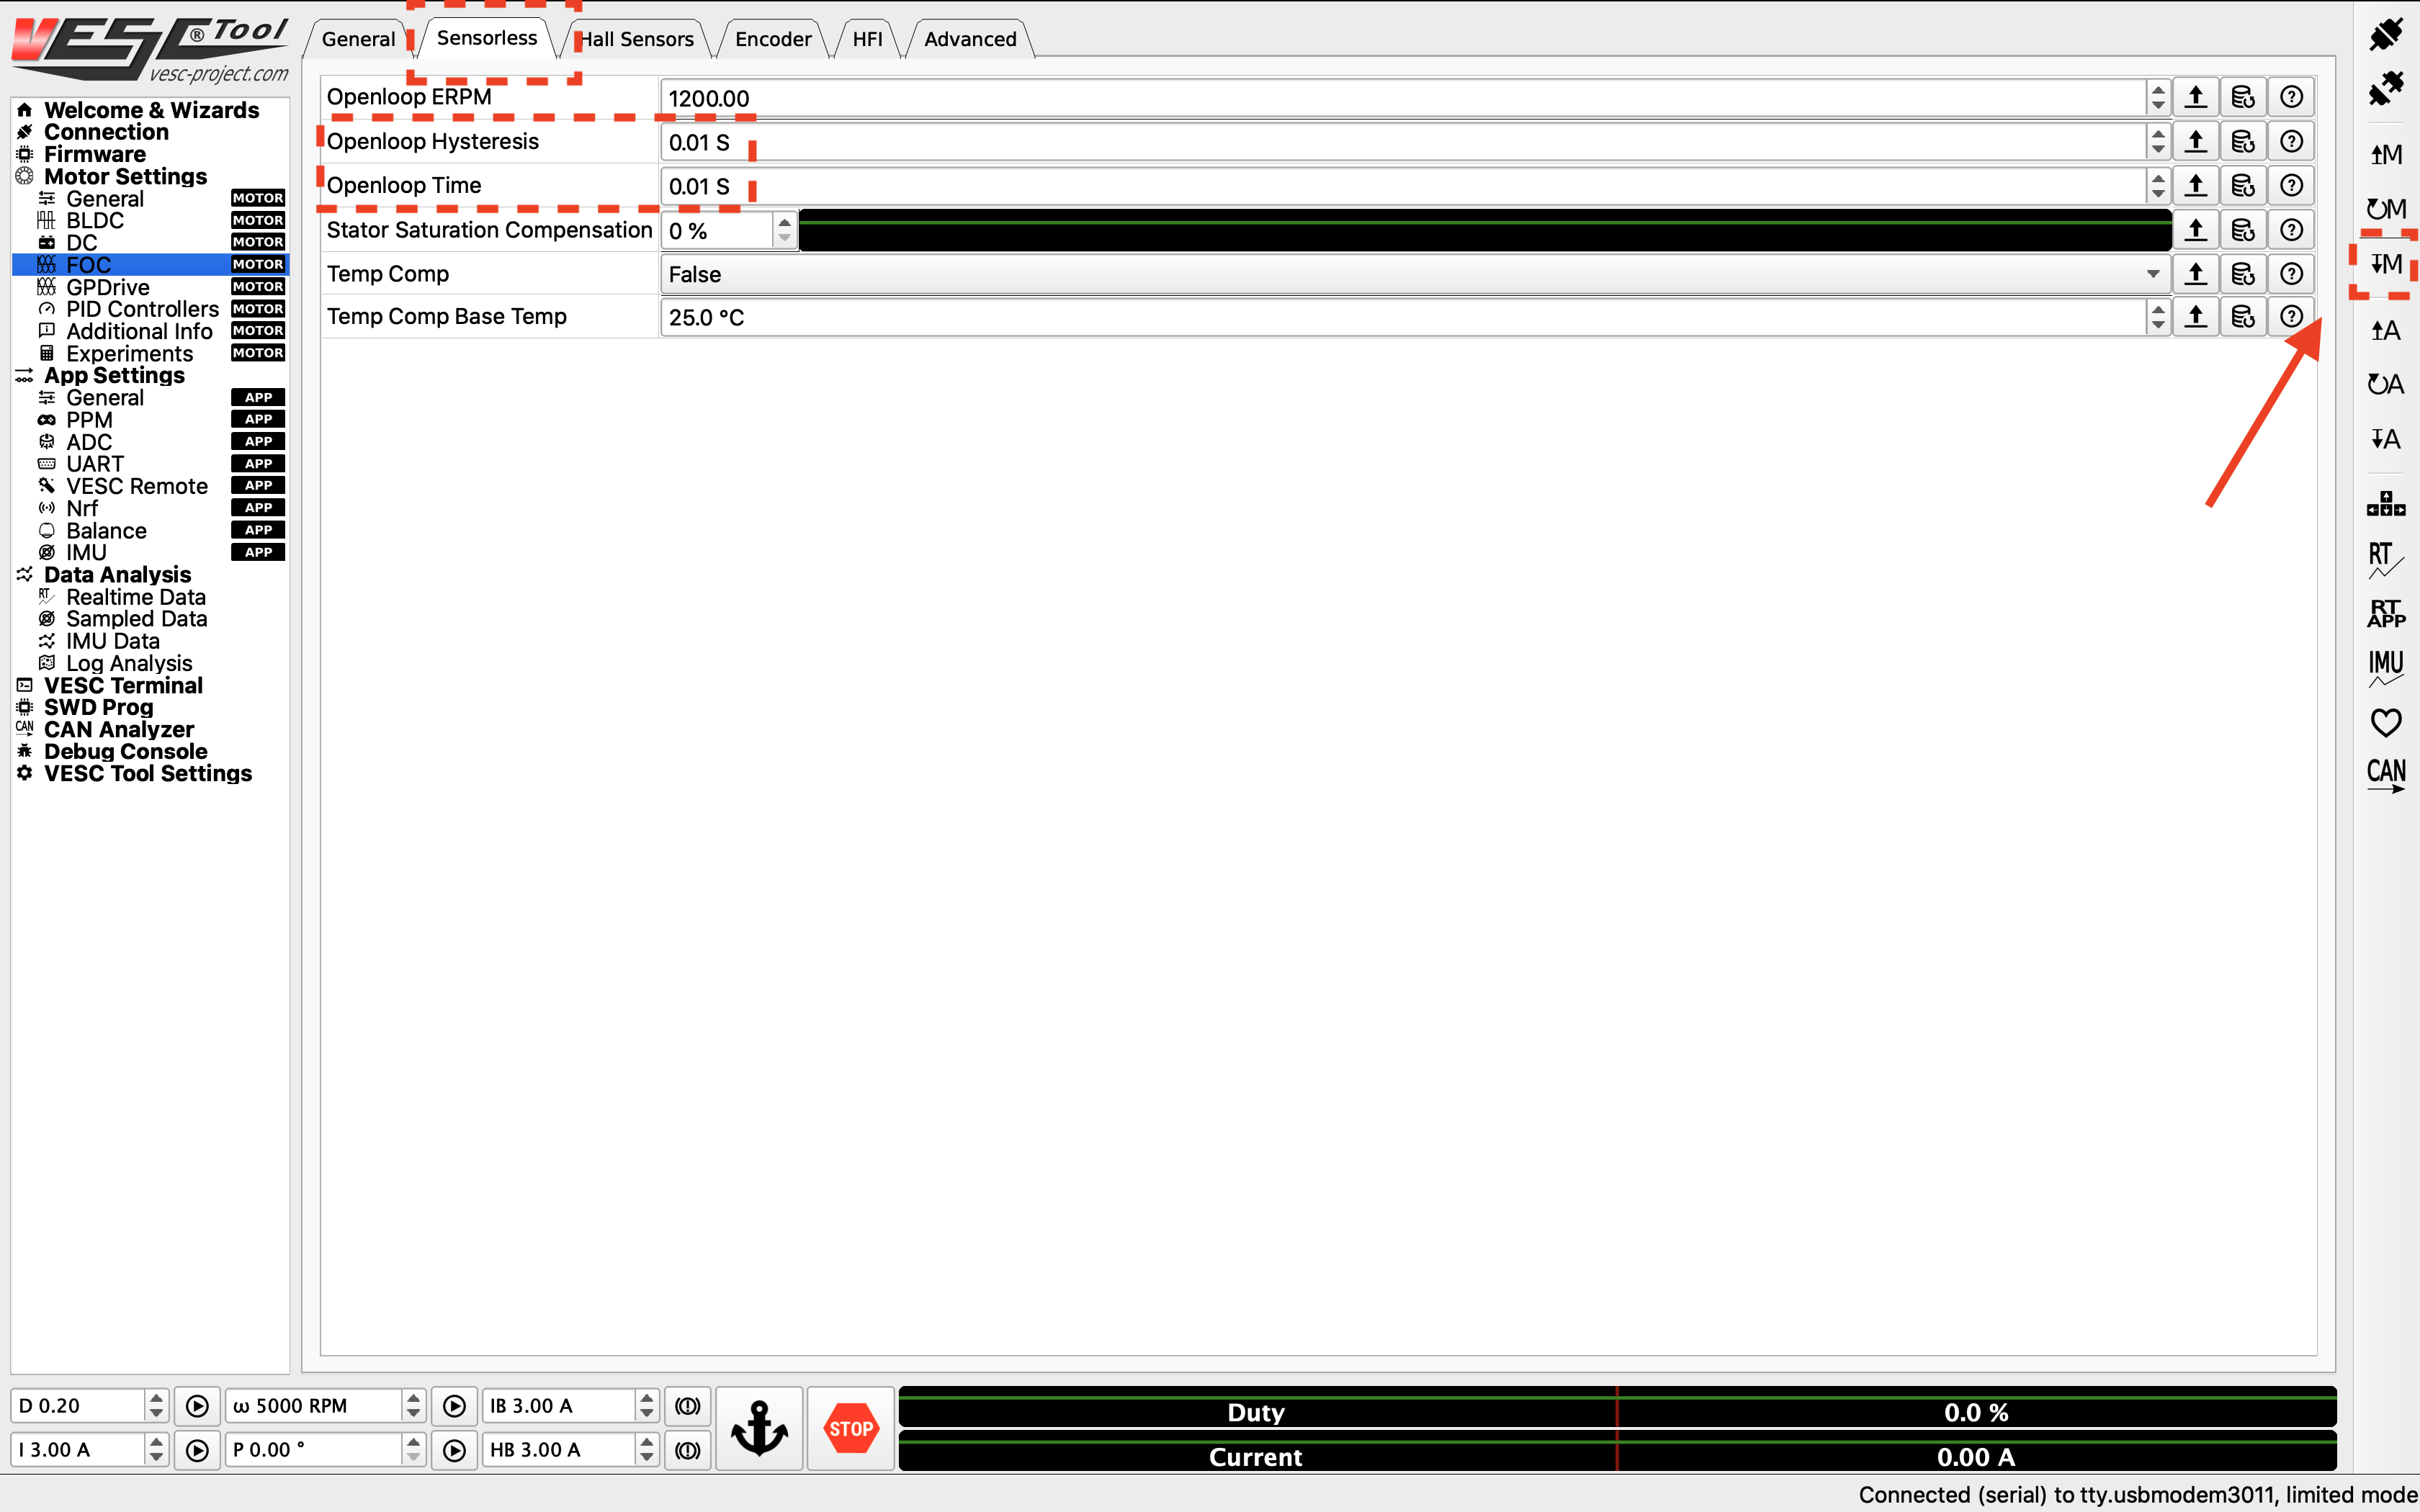 VESC® Tool
vesc-project.com
General
Sensorless
Hall Sensors
Encoder
HFI
Advanced
Welcome & Wizards
Connection
Firmware
Motor Settings
General MOTOR
BLDC MOTOR
DC MOTOR
FOC MOTOR
GPDrive MOTOR
PID Controllers MOTOR
Additional Info MOTOR
Experiments MOTOR
App Settings
General APP
PPM APP
ADC APP
UART APP
VESC Remote APP
Nrf APP
Balance APP
IMU APP
Data Analysis
RT Realtime Data
Sampled Data
IMU Data
Log Analysis
VESC Terminal
SWD Prog
CAN CAN Analyzer
Debug Console
VESC Tool Settings
Openloop ERPM 1200.00
Openloop Hysteresis 0.01 S
Openloop Time 0.01 S
Stator Saturation Compensation 0 %
Temp Comp False
Temp Comp Base Temp 25.0 °C
M
M
M
A
A
A
RT
RT
APP
IMU
CAN
D 0.20
ω 5000 RPM
IB 3.00 A
I 3.00 A
P 0.00 °
HB 3.00 A
STOP
Duty 0.0 %
Current 0.00 A
Connected (serial) to tty.usbmodem3011, limited mode